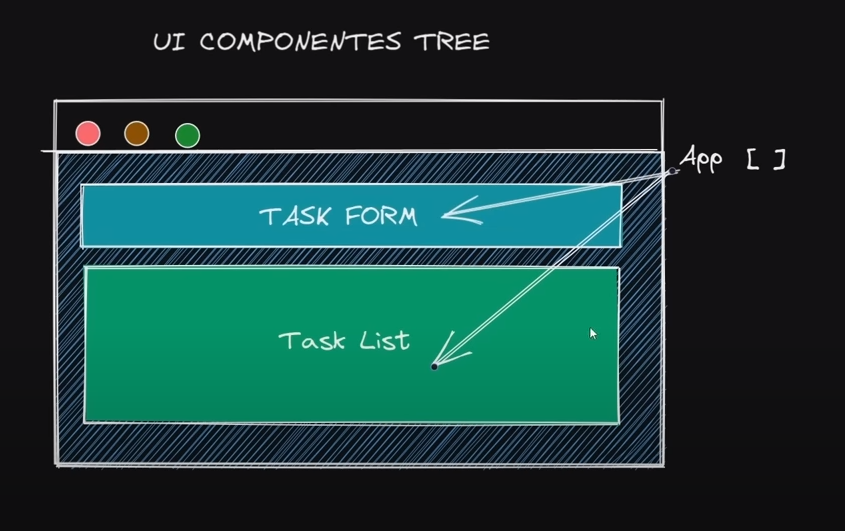 UI COMPONENTES TREE
App [ ]
TASK FORM
Task List